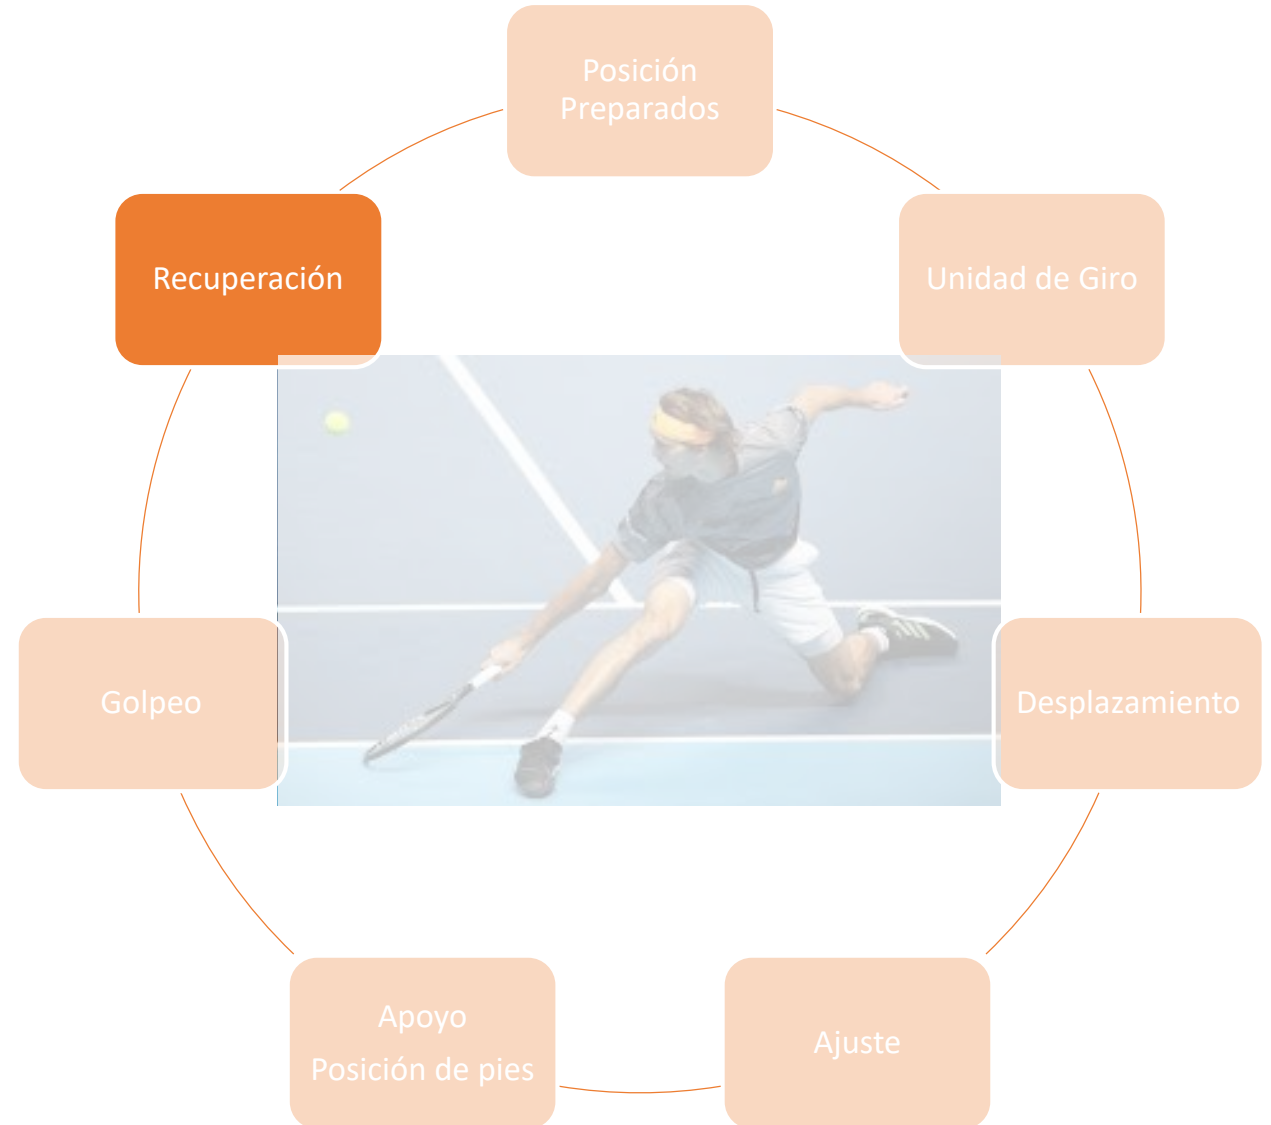 Posición
Preparados
Recuperación
Unidad de Giro
Golpeo
Desplazamiento
Apoyo
Posición de pies
Ajuste